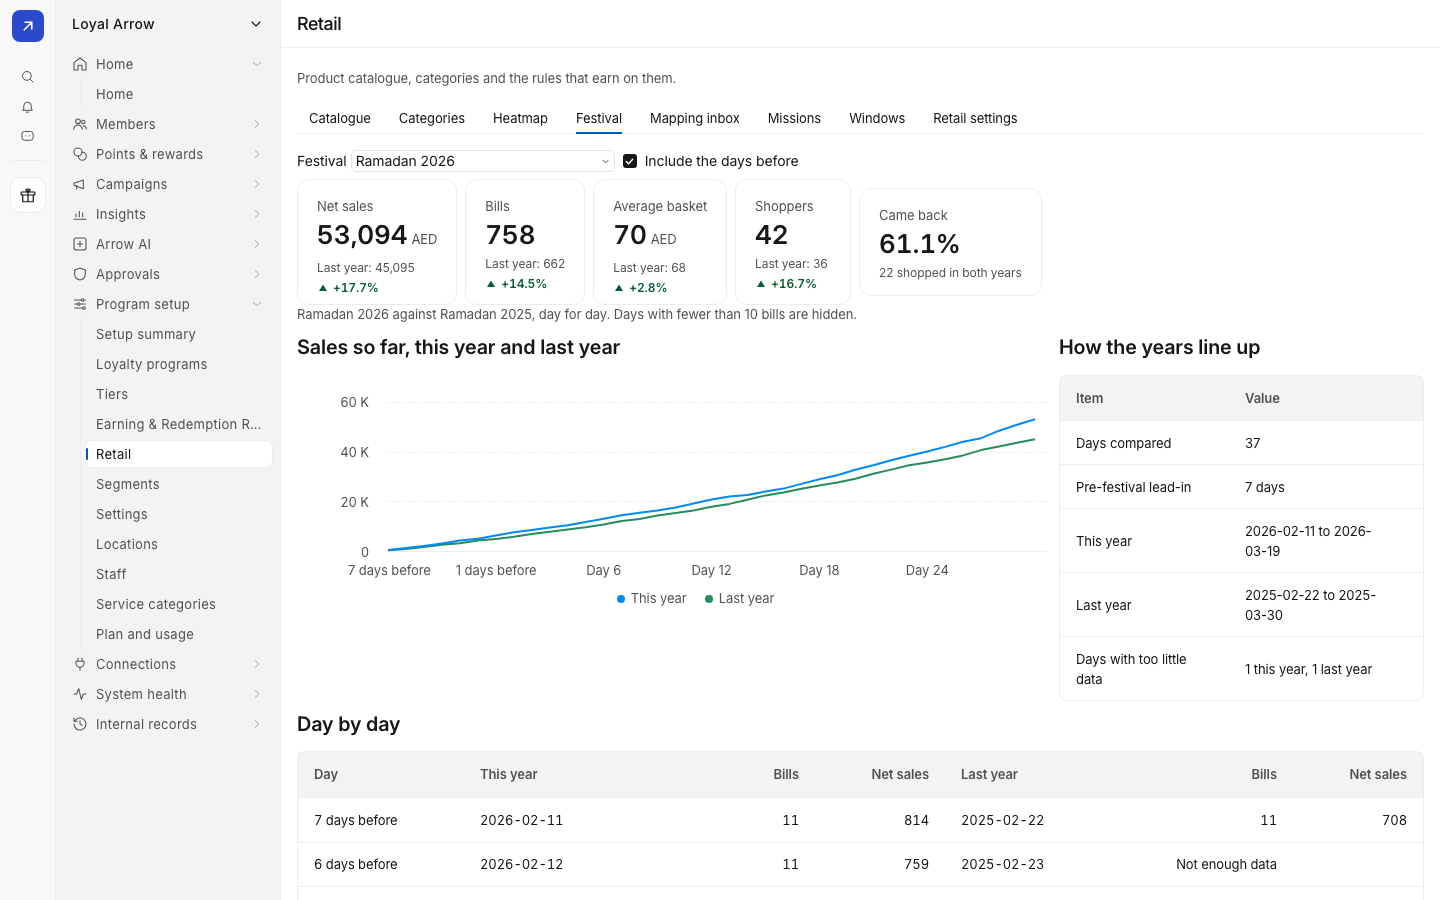 Loyal Arrow
Home
Home
Members
Points & rewards
Campaigns
Insights
Arrow AI
Approvals
Program setup
Setup summary
Loyalty programs
Tiers
Earning & Redemption R...
Retail
Segments
Settings
Locations
Staff
Service categories
Plan and usage
Connections
System health
Internal records
Retail
Product catalogue, categories and the rules that earn on them.
Catalogue Categories Heatmap Festival Mapping inbox Missions Windows Retail settings
Festival Ramadan 2026 Include the days before
Net sales
53,094 AED
Last year: 45,095
▲ +17.7%
Bills
758
Last year: 662
▲ +14.5%
Average basket
70 AED
Last year: 68
▲ +2.8%
Shoppers
42
Last year: 36
▲ +16.7%
Came back
61.1%
22 shopped in both years
Ramadan 2026 against Ramadan 2025, day for day. Days with fewer than 10 bills are hidden.
Sales so far, this year and last year
60 K
40 K
20 K
0
7 days before 1 days before Day 6 Day 12 Day 18 Day 24
This year Last year
How the years line up
Item Value
Days compared 37
Pre-festival lead-in 7 days
This year 2026-02-11 to 2026-
03-19
Last year 2025-02-22 to 2025-
03-30
Days with too little
data 1 this year, 1 last year
Day by day
Day This year Bills Net sales Last year Bills Net sales
7 days before 2026-02-11 11 814 2025-02-22 11 708
6 days before 2026-02-12 11 759 2025-02-23 Not enough data